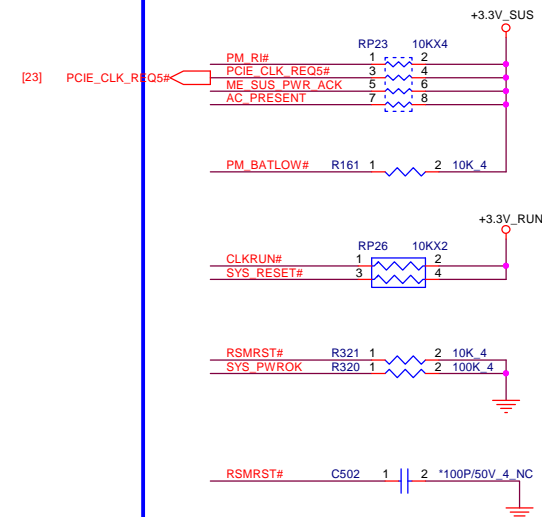 +3.3V_SUS
RP23 10KX4
PM_RI# 1 2
[23] PCIE_CLK_REQ5# PCIE_CLK_REQ5# 3 4
ME_SUS_PWR_ACK 5 6
AC_PRESENT 7 8
PM_BATLOW# R161 1 2 10K_4
+3.3V_RUN
RP26 10KX2
CLKRUN# 1 2
SYS_RESET# 3 4
RSMRST# R321 1 2 10K_4
SYS_PWROK R320 1 2 100K_4
RSMRST# C502 1 2 *100P/50V_4_NC